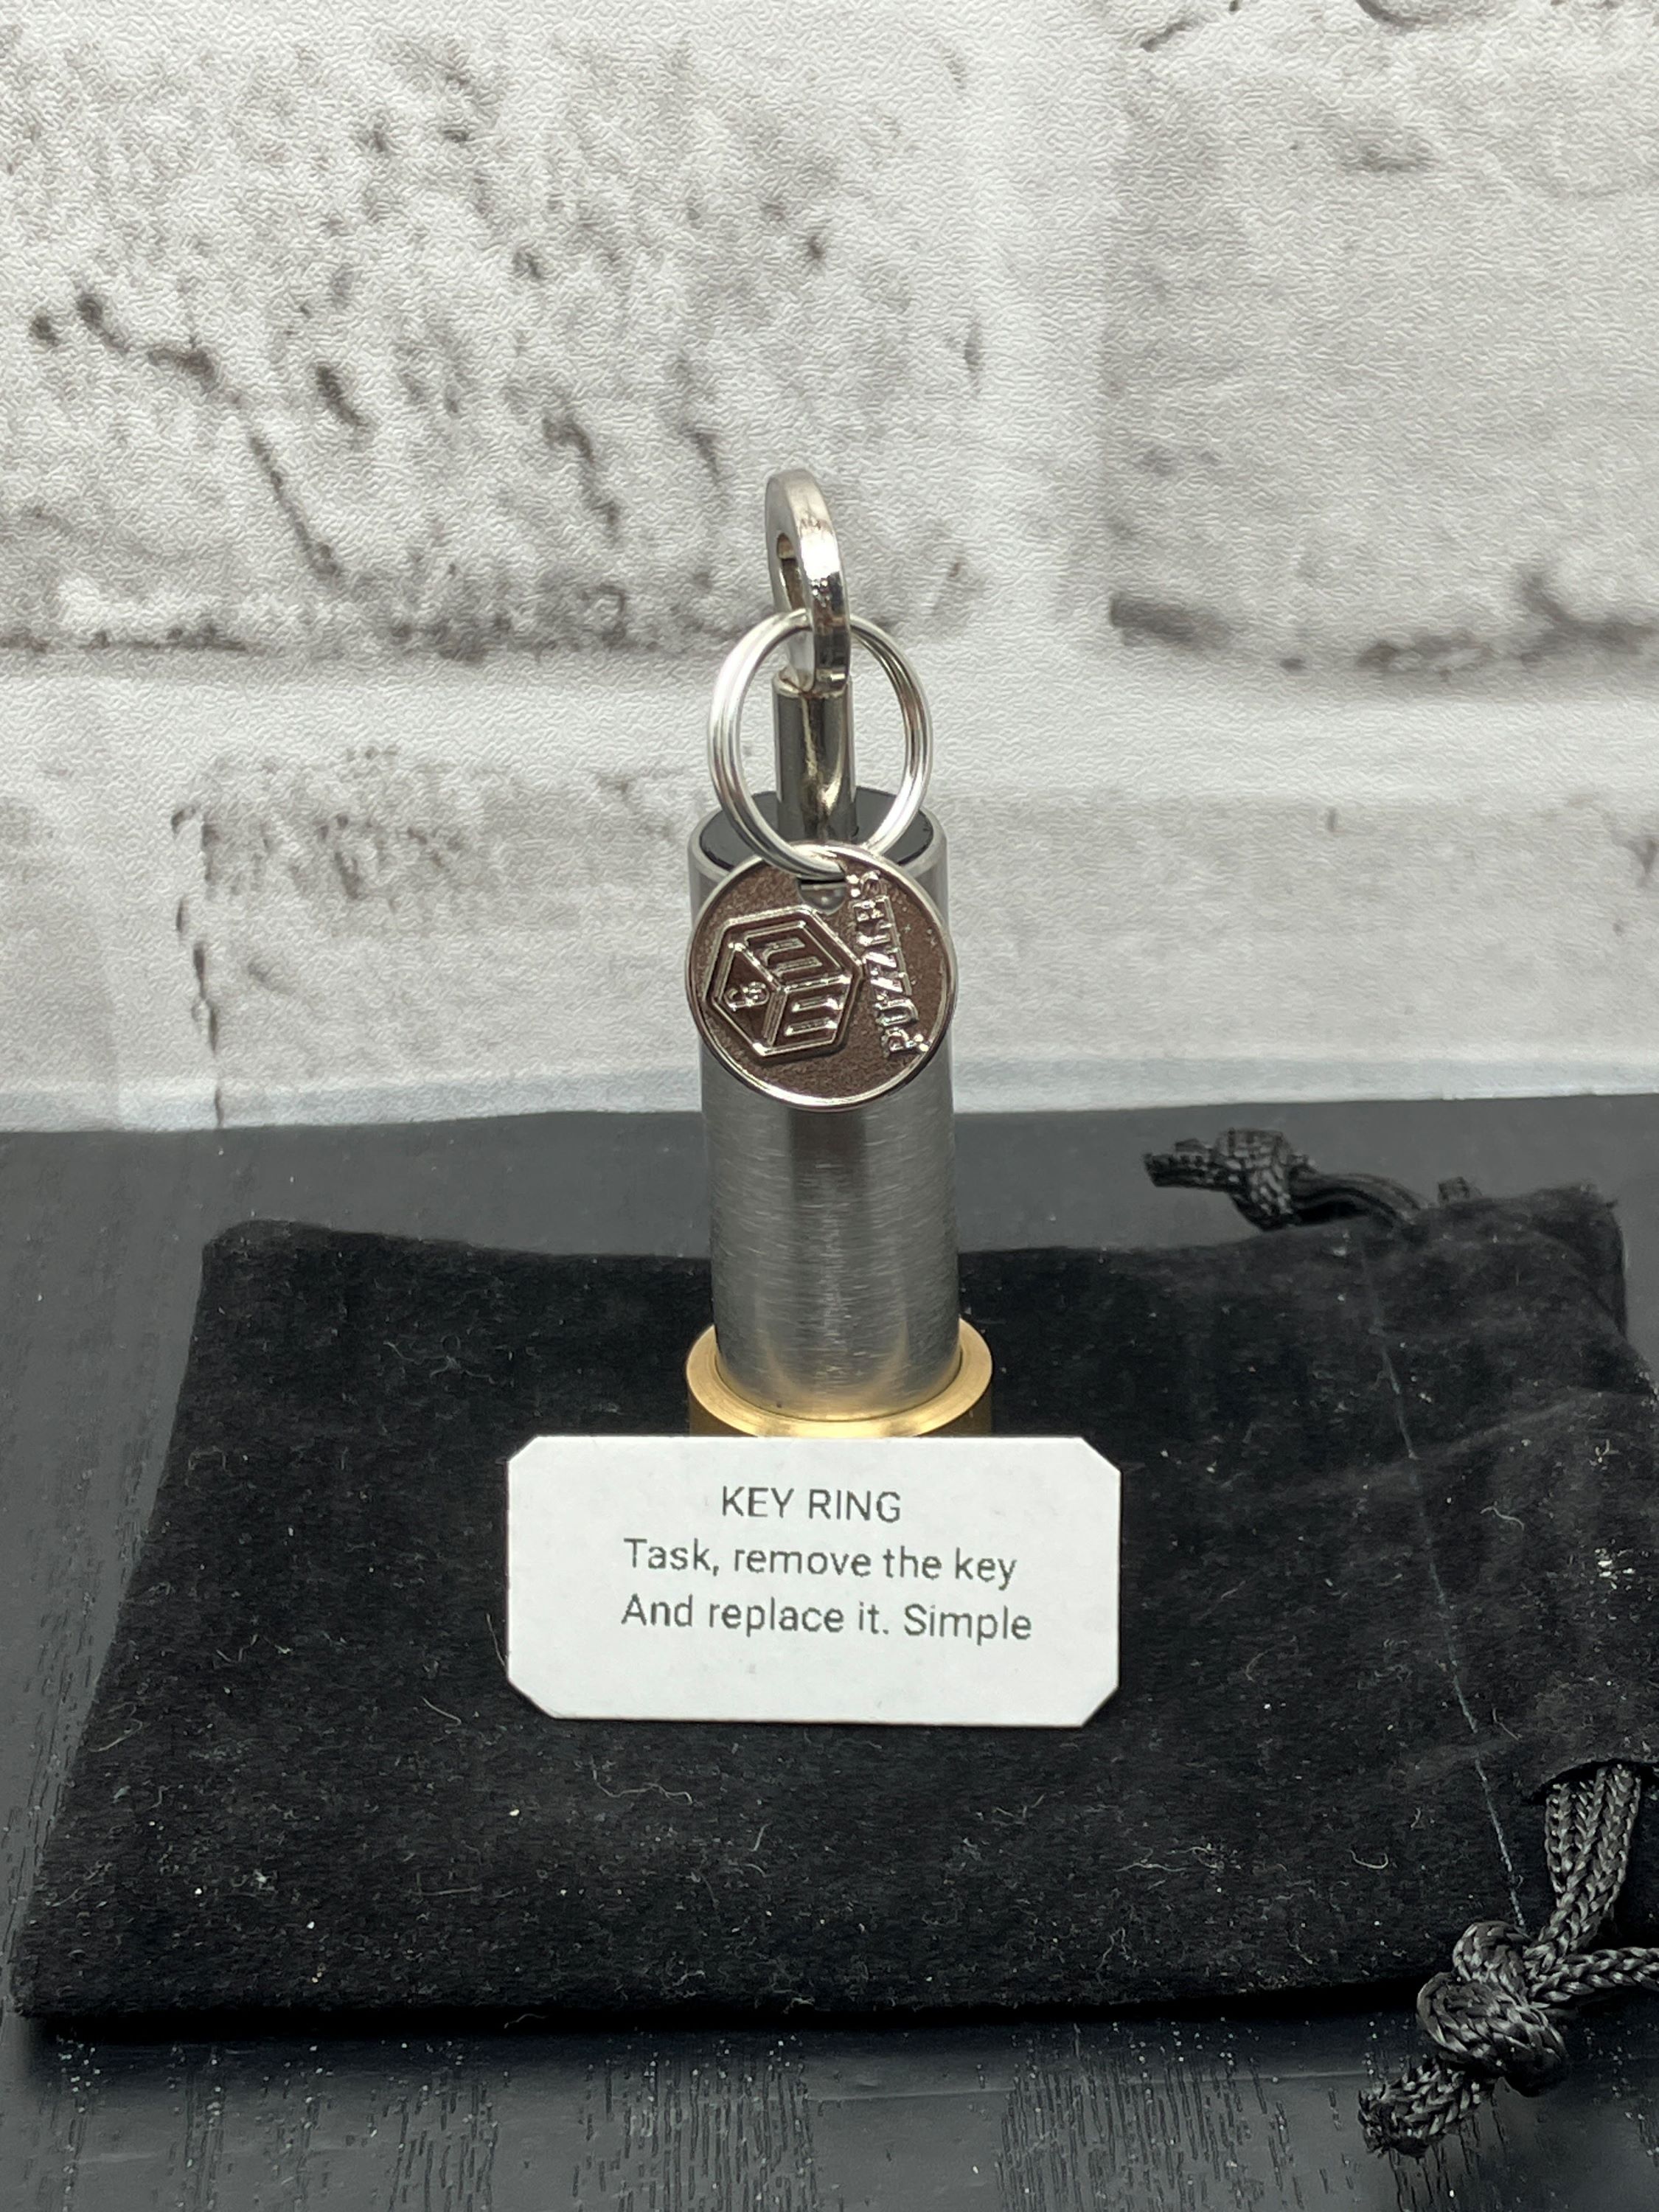 PUZZLES
KEY RING
Task, remove the key
And replace it. Simple